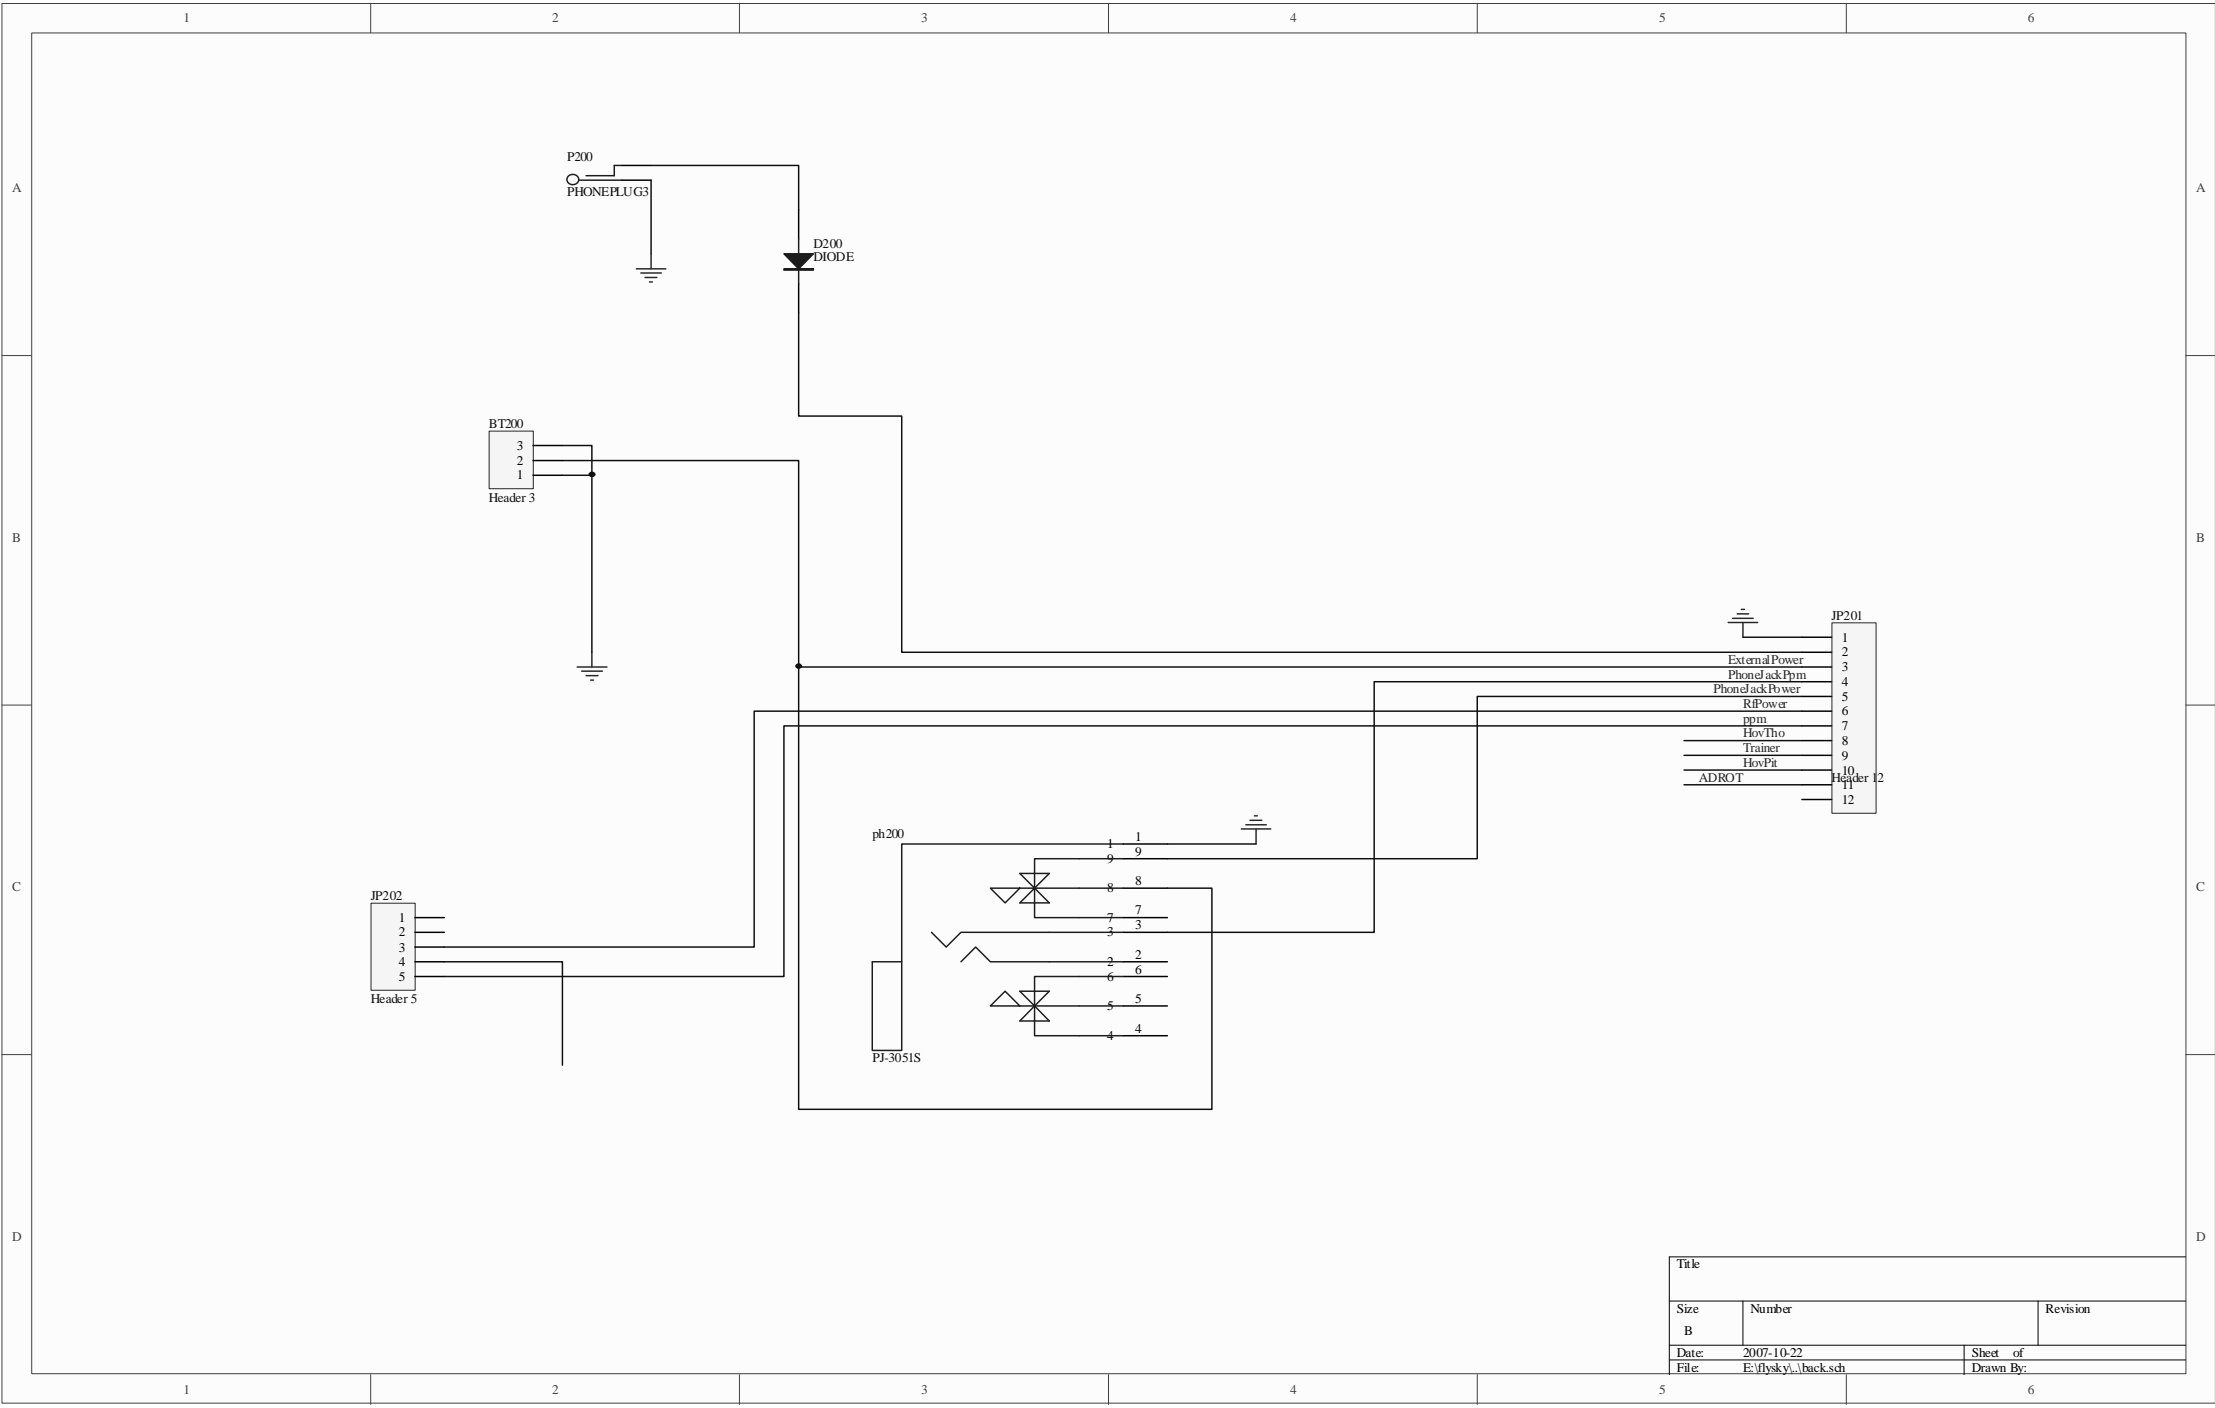 1 2 3 4 5 6
A A
P200
PHONEPLUG3
D200
DIODE
BT200
3
2
1
Header 3
B B
JP201
1
2
ExternalPower 3
PhoneJackPpm 4
PhoneJackPower 5
RfPower 6
ppm 7
HovTho 8
Trainer 9
HovPit 10
ADROT 11
Header 12
12
ph200
1 1
9 9
8 8
7 7
3 3
2 2
6 6
5 5
4 4
PJ-3051S
C C
JP202
1
2
3
4
5
Header 5
D D
Title
Size Number Revision
B
Date: 2007-10-22 Sheet of
File: E:\flysky\..\back.sch Drawn By:
1 2 3 4 5 6